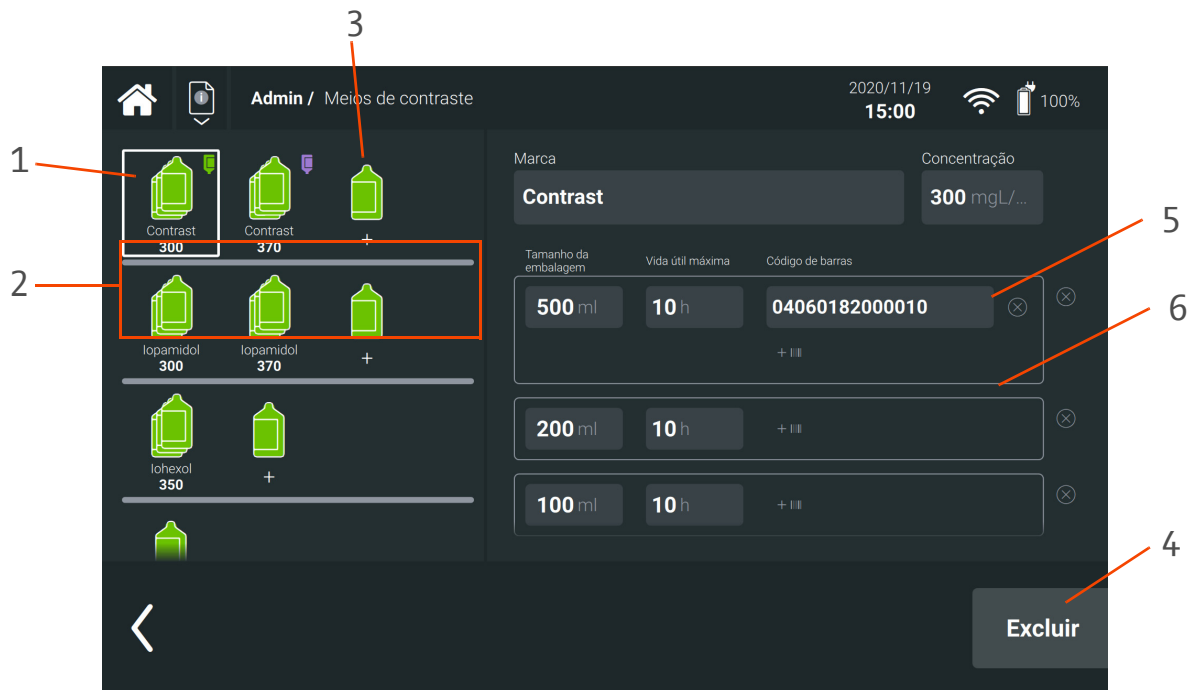 3
Admin / Meios de contraste
2020/11/19
15:00
100%
1
Contrast
300
Contrast
370
+
2
Iopamidol
300
Iopamidol
370
+
Iohexol
350
+
Marca
Concentração
Contrast
300 mgL/...
Tamanho da
embalagem
Vida útil máxima
Código de barras
500 ml
10 h
04060182000010
+
5
6
200 ml
10 h
+
100 ml
10 h
+
4
Excluir